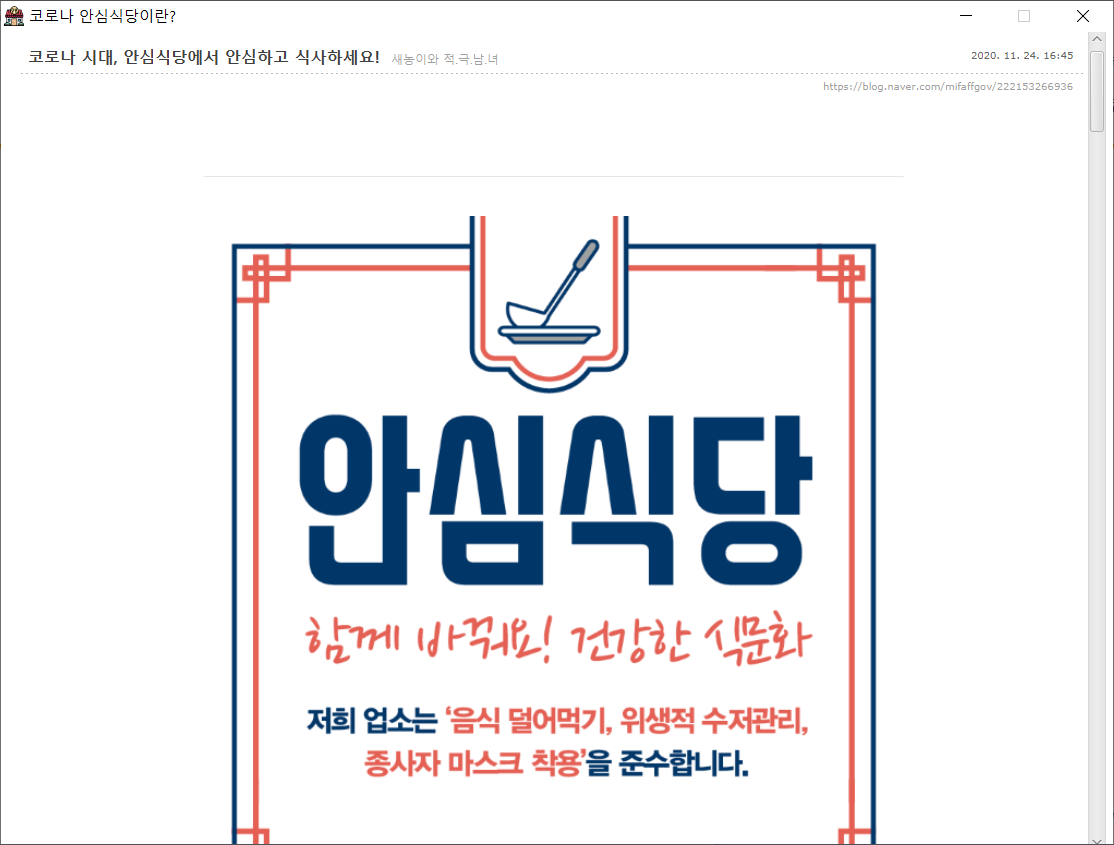 코로나 안심식당이란?
코로나 시대, 안심식당에서 안심하고 식사하세요! 새농이와 적.극.남.녀 2020. 11. 24. 16:45
https://blog.naver.com/mifaffgov/222153266936
안심식당
함께 바꿔요! 건강한 식문화
저희 업소는 ‘음식 덜어먹기, 위생적 수저관리,
종사자 마스크 착용’을 준수합니다.